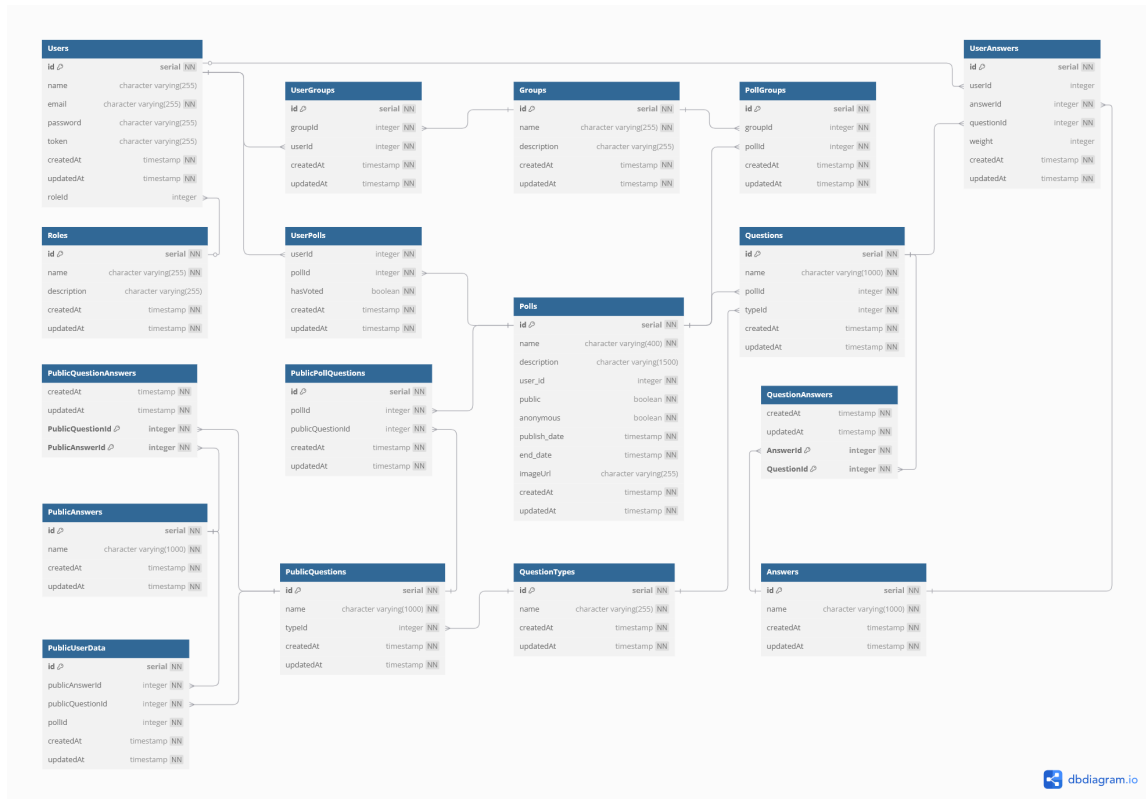 Users
id serial NN
name character varying(255)
email character varying(255) NN
password character varying(255)
token character varying(255)
createdAt timestamp NN
updatedAt timestamp NN
roleId integer
Roles
id serial NN
name character varying(255) NN
description character varying(255)
createdAt timestamp NN
updatedAt timestamp NN
PublicQuestionAnswers
createdAt timestamp NN
updatedAt timestamp NN
PublicQuestionId integer NN
PublicAnswerId integer NN
PublicAnswers
id serial NN
name character varying(1000) NN
createdAt timestamp NN
updatedAt timestamp NN
PublicUserData
id serial NN
publicAnswerId integer NN
publicQuestionId integer NN
pollId integer NN
createdAt timestamp NN
updatedAt timestamp NN
UserGroups
id serial NN
groupId integer NN
userId integer NN
createdAt timestamp NN
updatedAt timestamp NN
UserPolls
userId integer NN
pollId integer NN
hasVoted boolean NN
createdAt timestamp NN
updatedAt timestamp NN
PublicPollQuestions
id serial NN
pollId integer NN
publicQuestionId integer NN
createdAt timestamp NN
updatedAt timestamp NN
PublicQuestions
id serial NN
name character varying(1000) NN
typeId integer NN
createdAt timestamp NN
updatedAt timestamp NN
Groups
id serial NN
name character varying(255) NN
description character varying(255)
createdAt timestamp NN
updatedAt timestamp NN
Polls
id serial NN
name character varying(400) NN
description character varying(1500)
user_id integer NN
public boolean NN
anonymous boolean NN
publish_date timestamp NN
end_date timestamp NN
imageUrl character varying(255)
createdAt timestamp NN
updatedAt timestamp NN
QuestionTypes
id serial NN
name character varying(255) NN
createdAt timestamp NN
updatedAt timestamp NN
PollGroups
id serial NN
groupId integer NN
pollId integer NN
createdAt timestamp NN
updatedAt timestamp NN
Questions
id serial NN
name character varying(1000) NN
pollId integer NN
typeId integer NN
createdAt timestamp NN
updatedAt timestamp NN
QuestionAnswers
createdAt timestamp NN
updatedAt timestamp NN
AnswerId integer NN
QuestionId integer NN
Answers
id serial NN
name character varying(1000) NN
createdAt timestamp NN
updatedAt timestamp NN
UserAnswers
id serial NN
userId integer
answerId integer NN
questionId integer NN
weight integer
createdAt timestamp NN
updatedAt timestamp NN
dbdiagram.io